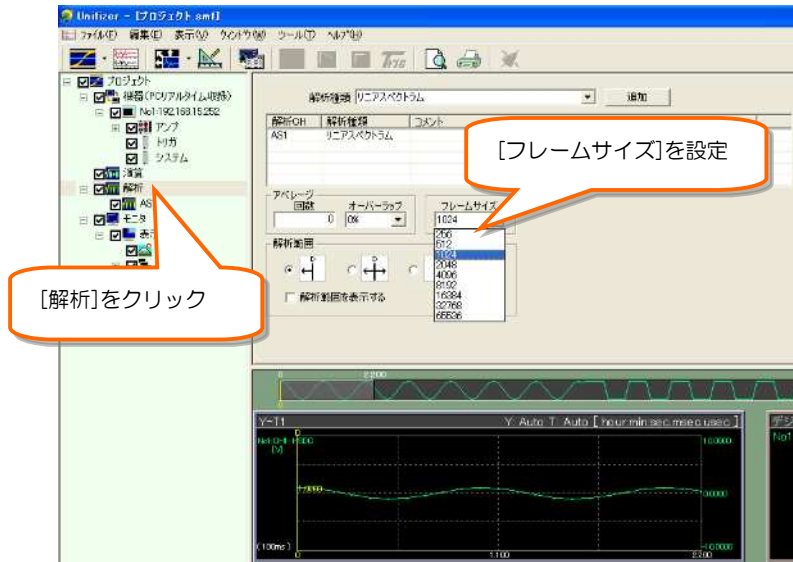 Unifizer - [プロジェクト.smf]
ファイル(F) 編集(E) 表示(V) ウィンドウ(W) ツール(T) ヘルプ(H)
プロジェクト
機器(PCリアルタイム収録)
No1:192.168.15.252
アンプ
トリガ
システム
演算
解析
AS
モニタ
表示
解析種類 リニアスペクトラム 追加
解析CH 解析種類 コメント
AS1 リニアスペクトラム
[フレームサイズ]を設定
アベレージ
回数 オーバーラップ フレームサイズ
0 0% 1024
256
512
1024
2048
4096
8192
16384
32768
65536
解析範囲
解析範囲を表示する
[解析]をクリック
0 2.200
Y-T1 Y: Auto T: Auto [ hour:min:sec.msec.usec ]
[V]
10.0000
0.0000
-10.0000
(100ms)
0 1.100 2.200
No1